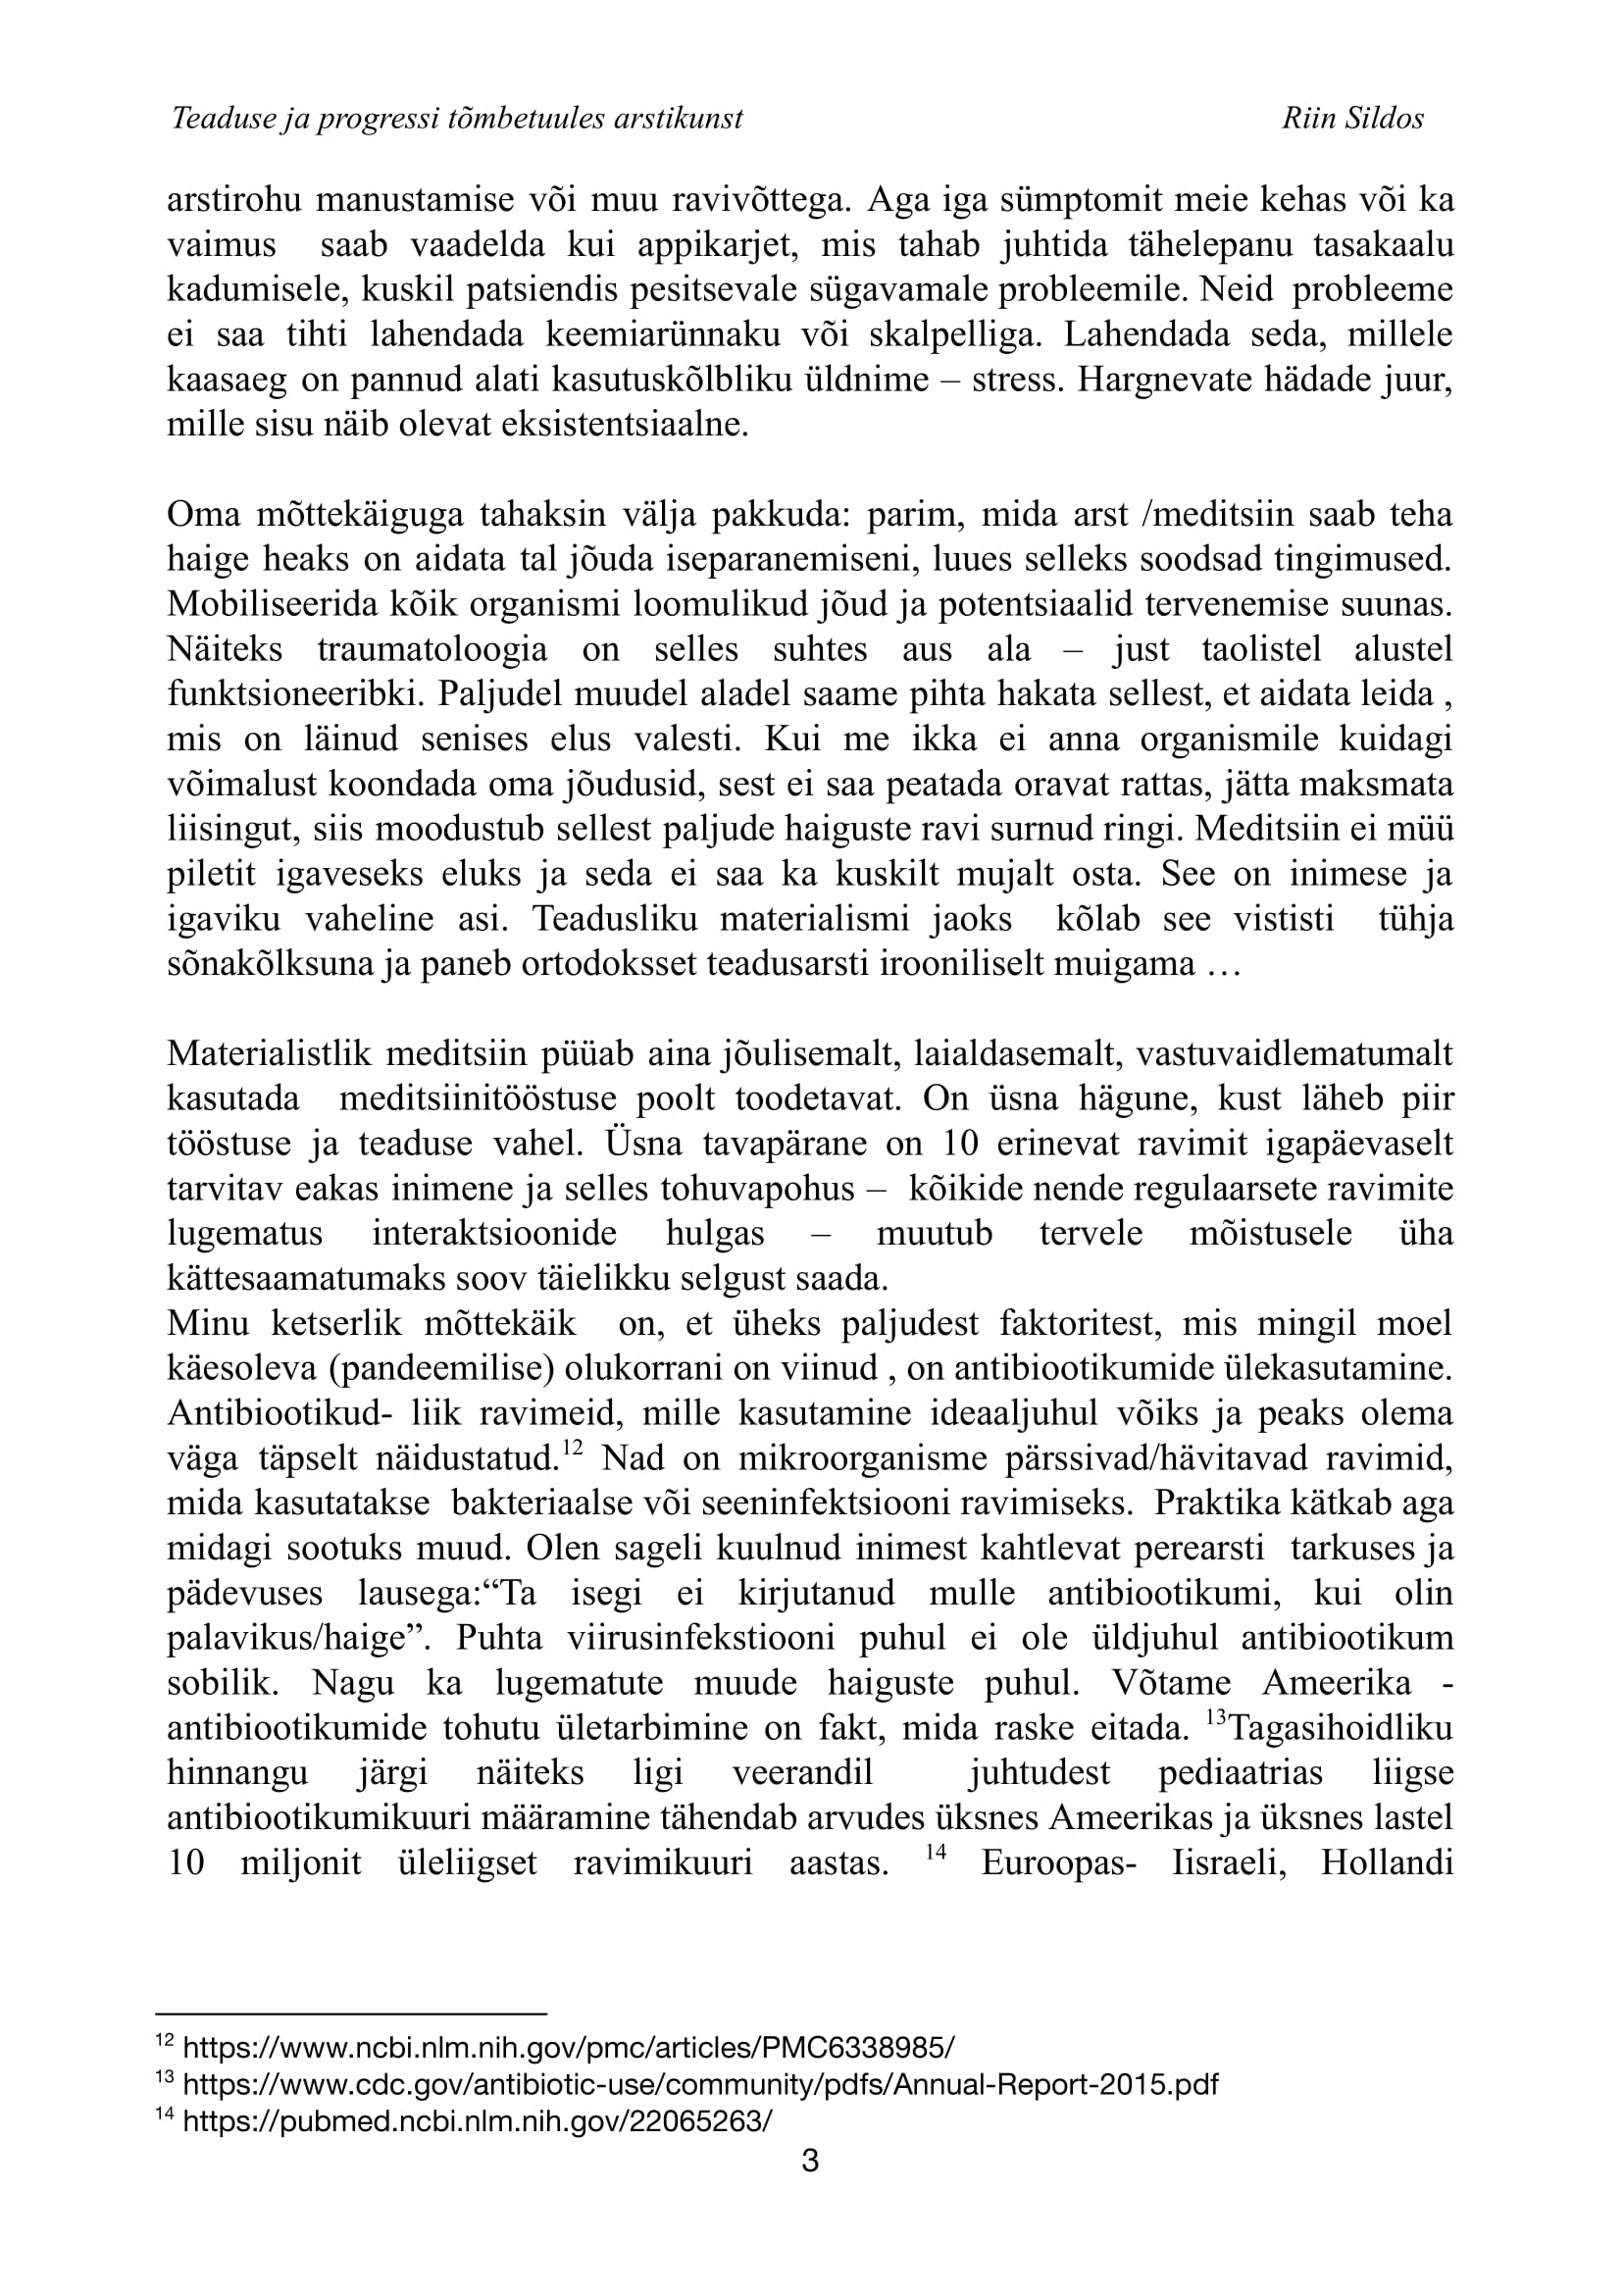 Teaduse ja progressi tõmbetuules arstikunst Riin Sildos
arstirohu manustamise või muu ravivõttega. Aga iga sümptomit meie kehas või ka
vaimus saab vaadelda kui appikarjet, mis tahab juhtida tähelepanu tasakaalu
kadumisele, kuskil patsiendis pesitsevale sügavamale probleemile. Neid probleeme
ei saa tihti lahendada keemiarünnaku või skalpelliga. Lahendada seda, millele
kaasaeg on pannud alati kasutuskõlbliku üldnime – stress. Hargnevate hädade juur,
mille sisu näib olevat eksistentsiaalne.
Oma mõttekäiguga tahaksin välja pakkuda: parim, mida arst /meditsiin saab teha
haige heaks on aidata tal jõuda iseparanemiseni, luues selleks soodsad tingimused.
Mobiliseerida kõik organismi loomulikud jõud ja potentsiaalid tervenemise suunas.
Näiteks traumatoloogia on selles suhtes aus ala – just taolistel alustel
funktsioneeribki. Paljudel muudel aladel saame pihta hakata sellest, et aidata leida ,
mis on läinud senises elus valesti. Kui me ikka ei anna organismile kuidagi
võimalust koondada oma jõudusid, sest ei saa peatada oravat rattas, jätta maksmata
liisingut, siis moodustub sellest paljude haiguste ravi surnud ringi. Meditsiin ei müü
piletit igaveseks eluks ja seda ei saa ka kuskilt mujalt osta. See on inimese ja
igaviku vaheline asi. Teadusliku materialismi jaoks kõlab see vististi tühja
sõnakõlksuna ja paneb ortodoksset teadusarsti irooniliselt muigama …
Materialistlik meditsiin püüab aina jõulisemalt, laialdasemalt, vastuvaidlematumalt
kasutada meditsiinitööstuse poolt toodetavat. On üsna hägune, kust läheb piir
tööstuse ja teaduse vahel. Üsna tavapärane on 10 erinevat ravimit igapäevaselt
tarvitav eakas inimene ja selles tohuvapohus – kõikide nende regulaarsete ravimite
lugematus interaktsioonide hulgas – muutub tervele mõistusele üha
kättesaamatumaks soov täielikku selgust saada.
Minu ketserlik mõttekäik on, et üheks paljudest faktoritest, mis mingil moel
käesoleva (pandeemilise) olukorrani on viinud , on antibiootikumide ülekasutamine.
Antibiootikud- liik ravimeid, mille kasutamine ideaaljuhul võiks ja peaks olema
väga täpselt näidustatud.12 Nad on mikroorganisme pärssivad/hävitavad ravimid,
mida kasutatakse bakteriaalse või seeninfektsiooni ravimiseks. Praktika kätkab aga
midagi sootuks muud. Olen sageli kuulnud inimest kahtlevat perearsti tarkuses ja
pädevuses lausega:“Ta isegi ei kirjutanud mulle antibiootikumi, kui olin
palavikus/haige”. Puhta viirusinfekstiooni puhul ei ole üldjuhul antibiootikum
sobilik. Nagu ka lugematute muude haiguste puhul. Võtame Ameerika -
antibiootikumide tohutu ületarbimine on fakt, mida raske eitada. 13Tagasihoidliku
hinnangu järgi näiteks ligi veerandil juhtudest pediaatrias liigse
antibiootikumikuuri määramine tähendab arvudes üksnes Ameerikas ja üksnes lastel
10 miljonit üleliigset ravimikuuri aastas. 14 Euroopas- Iisraeli, Hollandi
12 https://www.ncbi.nlm.nih.gov/pmc/articles/PMC6338985/
13 https://www.cdc.gov/antibiotic-use/community/pdfs/Annual-Report-2015.pdf
14 https://pubmed.ncbi.nlm.nih.gov/22065263/
3